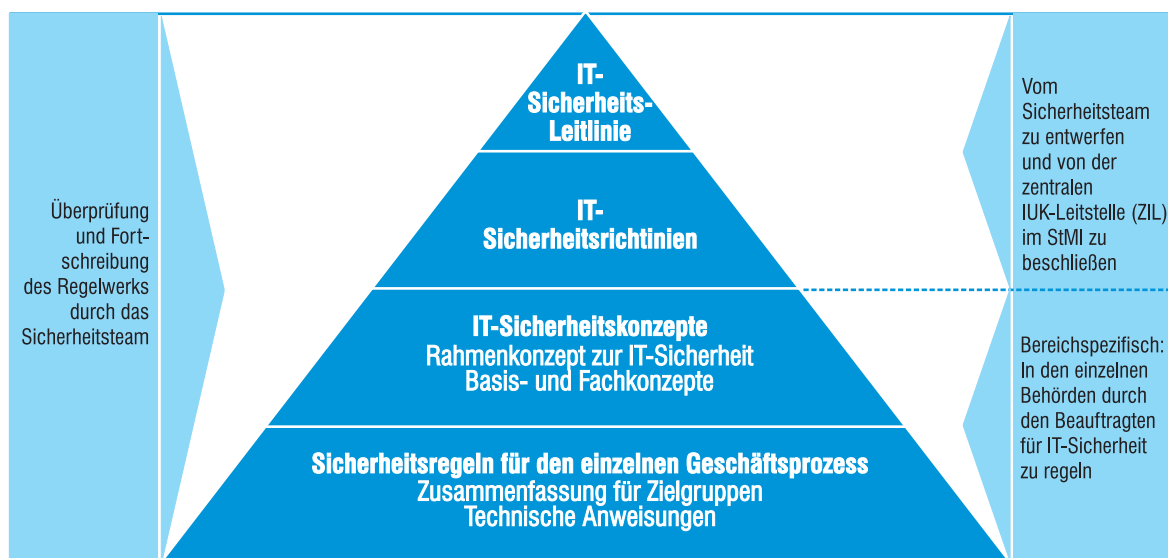 Überprüfung
und Fort-
schreibung
des Regelwerks
durch das
Sicherheitsteam
IT-
Sicherheits-
Leitlinie
IT-
Sicherheitsrichtinien
IT-Sicherheitskonzepte
Rahmenkonzept zur IT-Sicherheit
Basis- und Fachkonzepte
Sicherheitsregeln für den einzelnen Geschäftsprozess
Zusammenfassung für Zielgruppen
Technische Anweisungen
Vom
Sicherheitsteam
zu entwerfen
und von der
zentralen
IUK-Leitstelle (ZIL)
im StMI zu
beschließen
Bereichspezifisch:
In den einzelnen
Behörden durch
den Beauftragten
für IT-Sicherheit
zu regeln